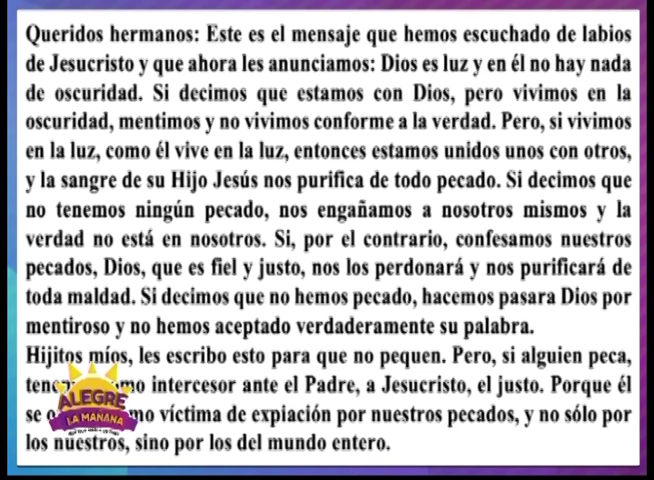 Queridos hermanos: Este es el mensaje que hemos escuchado de labios
de Jesucristo y que ahora les anunciamos: Dios es luz y en él no hay nada
de oscuridad. Si decimos que estamos con Dios, pero vivimos en la
oscuridad, mentimos y no vivimos conforme a la verdad. Pero, si vivimos
en la luz, como él vive en la luz, entonces estamos unidos unos con otros,
y la sangre de su Hijo Jesús nos purifica de todo pecado. Si decimos que
no tenemos ningún pecado, nos engañamos a nosotros mismos y la
verdad no está en nosotros. Si, por el contrario, confesamos nuestros
pecados, Dios, que es fiel y justo, nos los perdonará y nos purificará de
toda maldad. Si decimos que no hemos pecado, hacemos pasara Dios por
mentiroso y no hemos aceptado verdaderamente su palabra.
Hijitos míos, les escribo esto para que no pequen. Pero, si alguien peca,
intercesor ante el Padre, a Jesucristo, el justo. Porque él
se víctima de expiación por nuestros pecados, y no sólo por
los nuestros, sino por los del mundo entero.
ALEGRE
LA MAÑANA